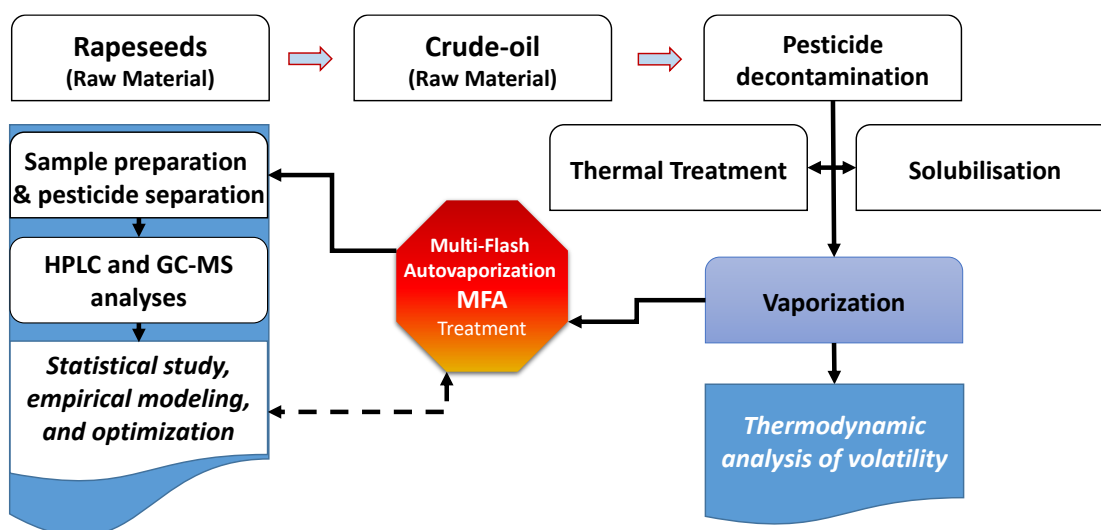 Rapeseeds
(Raw Material)
Crude-oil
(Raw Material)
Pesticide
decontamination
Thermal Treatment
Solubilisation
Sample preparation
& pesticide separation
HPLC and GC-MS
analyses
Statistical study,
empirical modeling,
and optimization
Multi-Flash
Autovaporization
MFA
Treatment
Vaporization
Thermodynamic
analysis of volatility